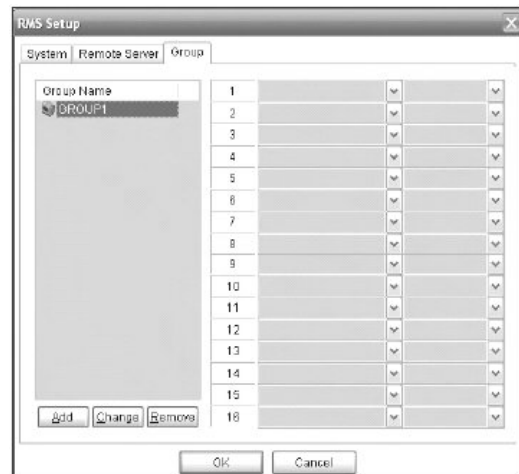 RMS Setup
System Remote Server Group
Group Name
GROUP1
1
2
3
4
5
6
7
8
9
10
11
12
13
14
15
16
Add Change Remove
OK Cancel